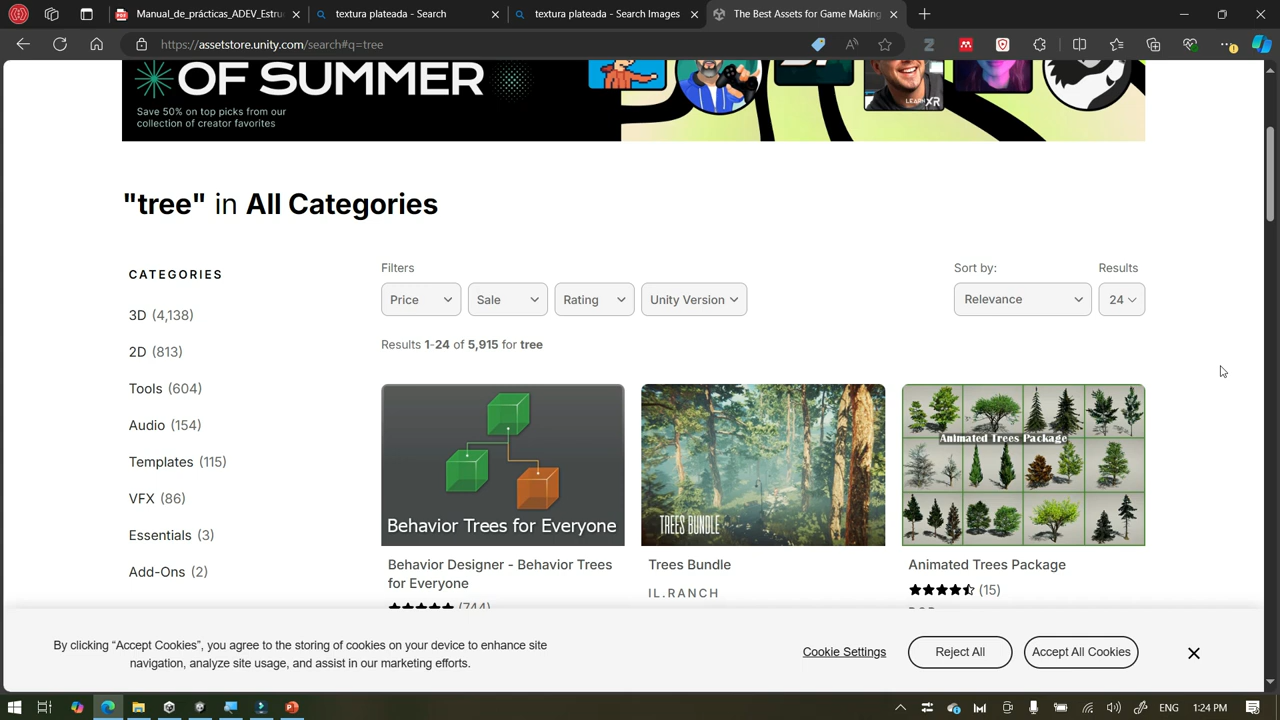 Manual_de_prácticas_ADEV_Estru
textura plateada - Search
textura plateada - Search Images
The Best Assets for Game Making
https://assetstore.unity.com/search#q=tree
OF SUMMER
Save 50% on top picks from our
collection of creator favorites
LEARNXR
"tree" in All Categories
CATEGORIES
3D (4,138)
2D (813)
Tools (604)
Audio (154)
Templates (115)
VFX (86)
Essentials (3)
Add-Ons (2)
Filters
Price
Sale
Rating
Unity Version
Sort by:
Relevance
Results
24
Results 1-24 of 5,915 for tree
Behavior Trees for Everyone
TREES BUNDLE
Animated Trees Package
Behavior Designer - Behavior Trees
for Everyone
(744)
Trees Bundle
IL.RANCH
Animated Trees Package
(15)
By clicking “Accept Cookies”, you agree to the storing of cookies on your device to enhance site
navigation, analyze site usage, and assist in our marketing efforts.
Cookie Settings
Reject All
Accept All Cookies
ENG
1:24 PM